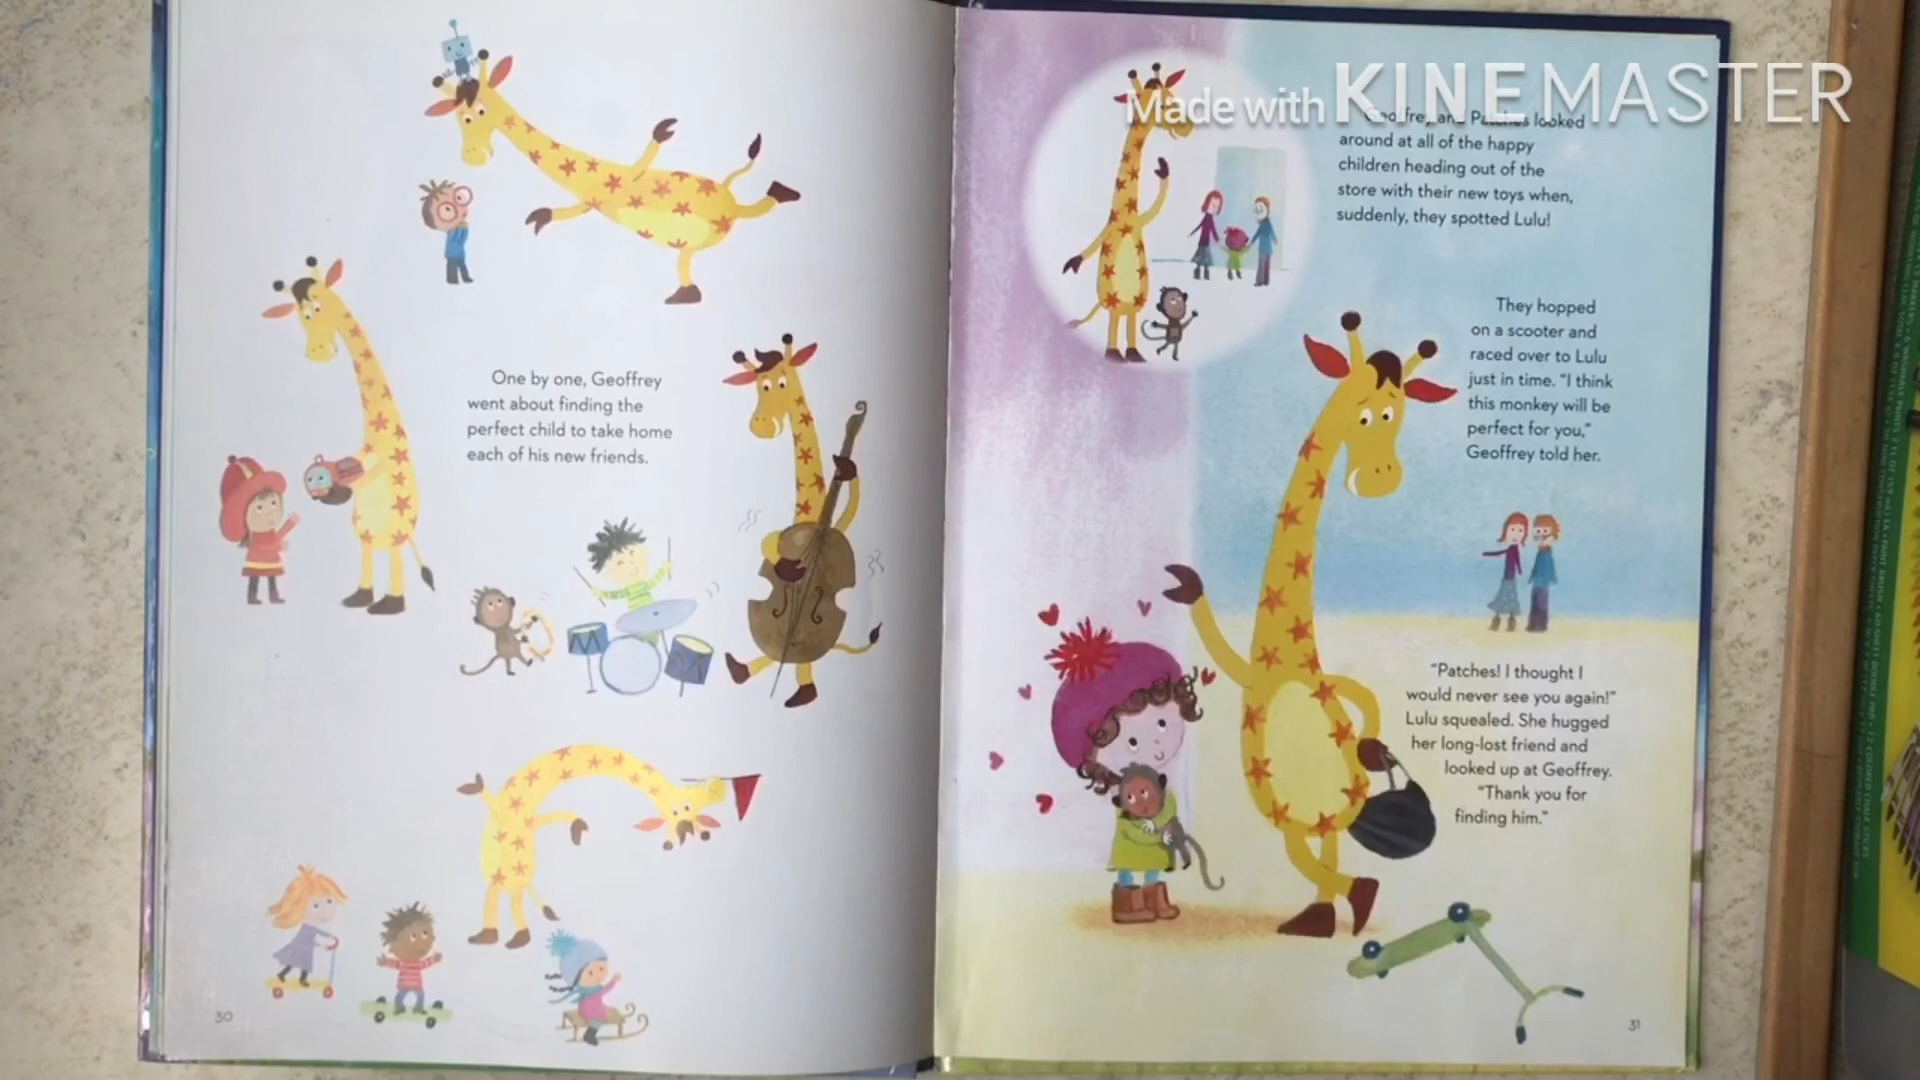 One by one, Geoffrey
went about finding the
perfect child to take home
each of his new friends.
30
Made with KINEMASTER
Geoffrey and Patches looked
around at all of the happy
children heading out of the
store with their new toys when,
suddenly, they spotted Lulu!
They hopped
on a scooter and
raced over to Lulu
just in time. “I think
this monkey will be
perfect for you,”
Geoffrey told her.
“Patches! I thought I
would never see you again!”
Lulu squealed. She hugged
her long-lost friend and
looked up at Geoffrey.
“Thank you for
finding him.”
31